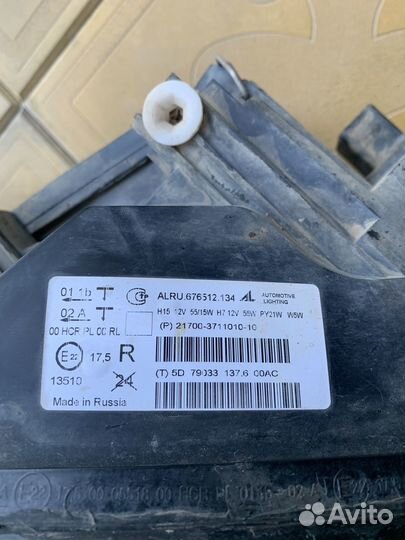 01 1b T
ALRU.676512.134 AL AUTOMOTIVE LIGHTING
02 A T
H15 12V 55/15W H7 12V 55W PY21W W5W
00 HCR PL 00 RL
(P) 21700-3711010-10
E22 17,5 R
(T) 5D 79033 137.6 00AC
13510 24
Made in Russia
Avito